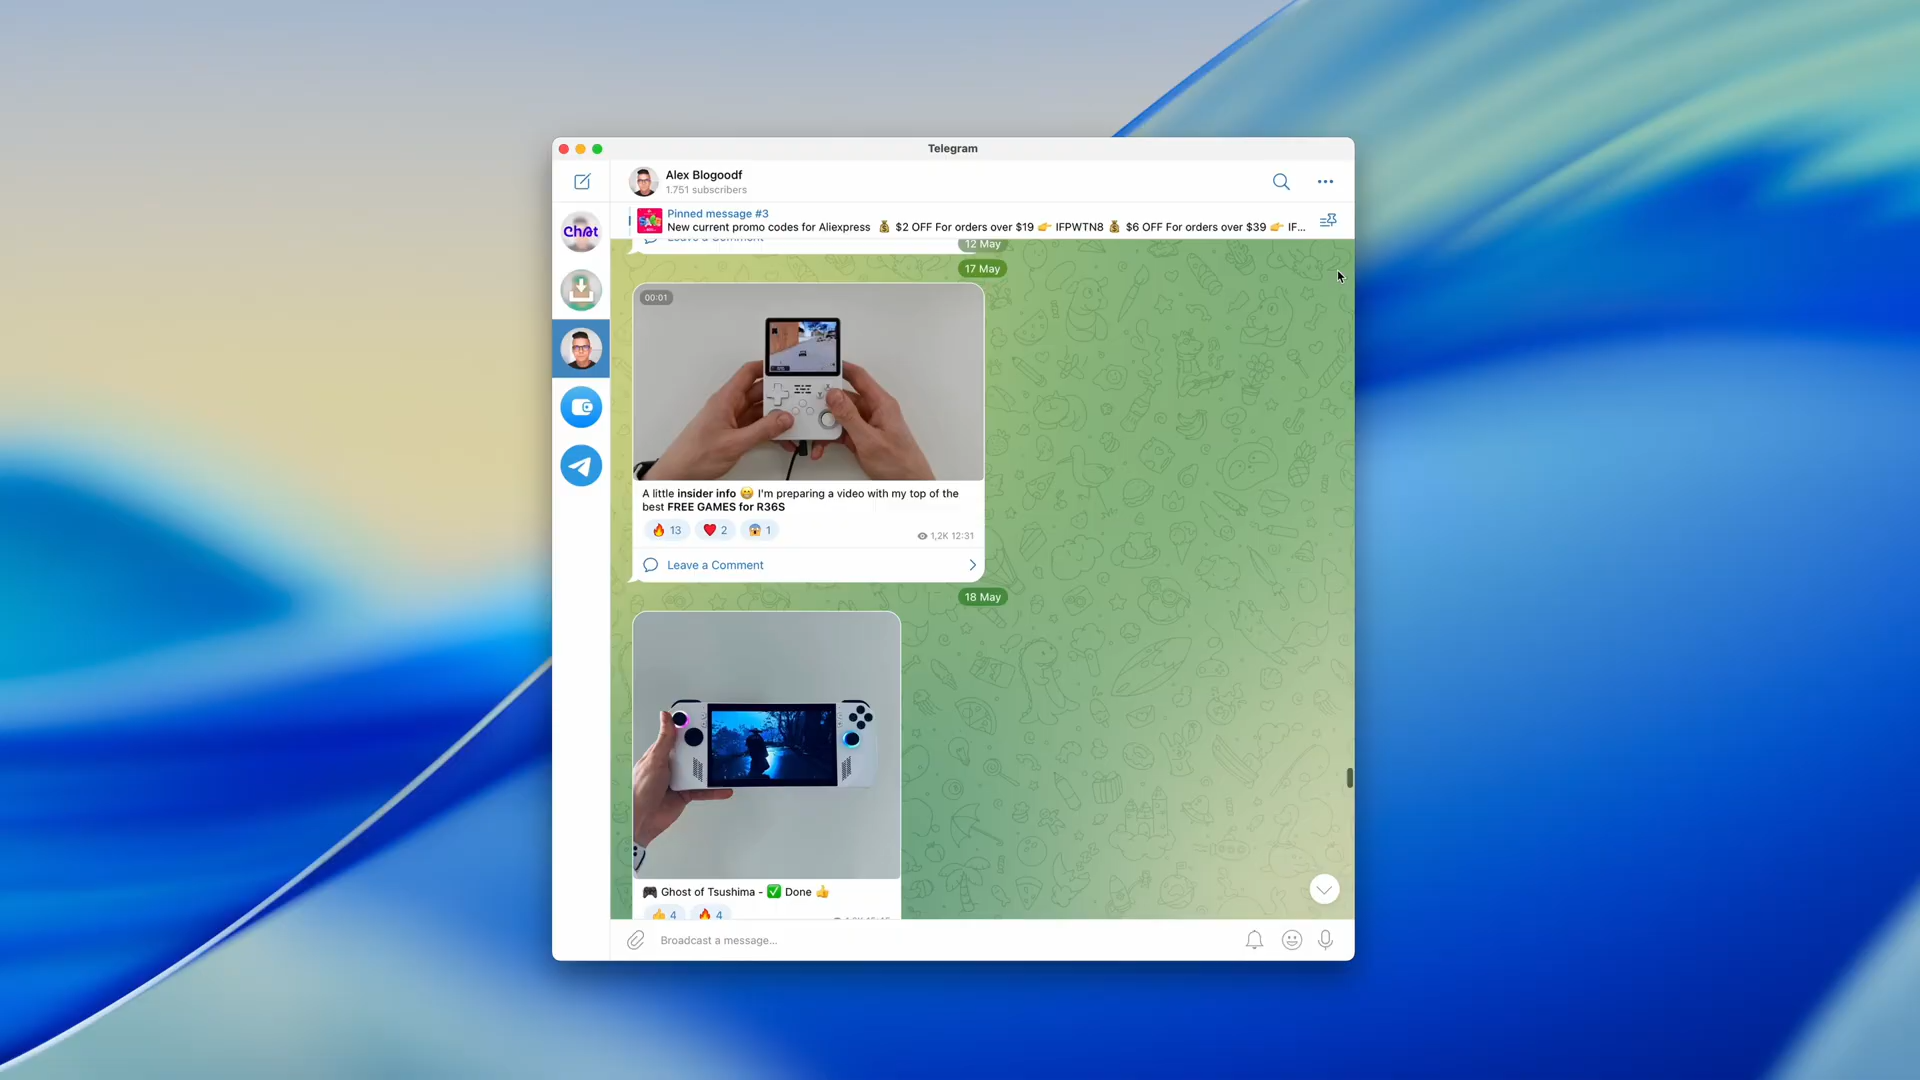 Telegram
Alex Blogoodf
1.751 subscribers
Pinned message #3
New current promo codes for Aliexpress 💰 $2 OFF For orders over $19 👉 IFPWTN8 💰 $6 OFF For orders over $39 👉 IF...
Chat
Leave a Comment
12 May
17 May
00:01
A little insider info 😁 I'm preparing a video with my top of the
best FREE GAMES for R36S
🔥 13 ❤️ 2 😱 1
1,2K 12:31
Leave a Comment
18 May
🎮 Ghost of Tsushima - ✅ Done 👍
👍 4 🔥 4
Broadcast a message...